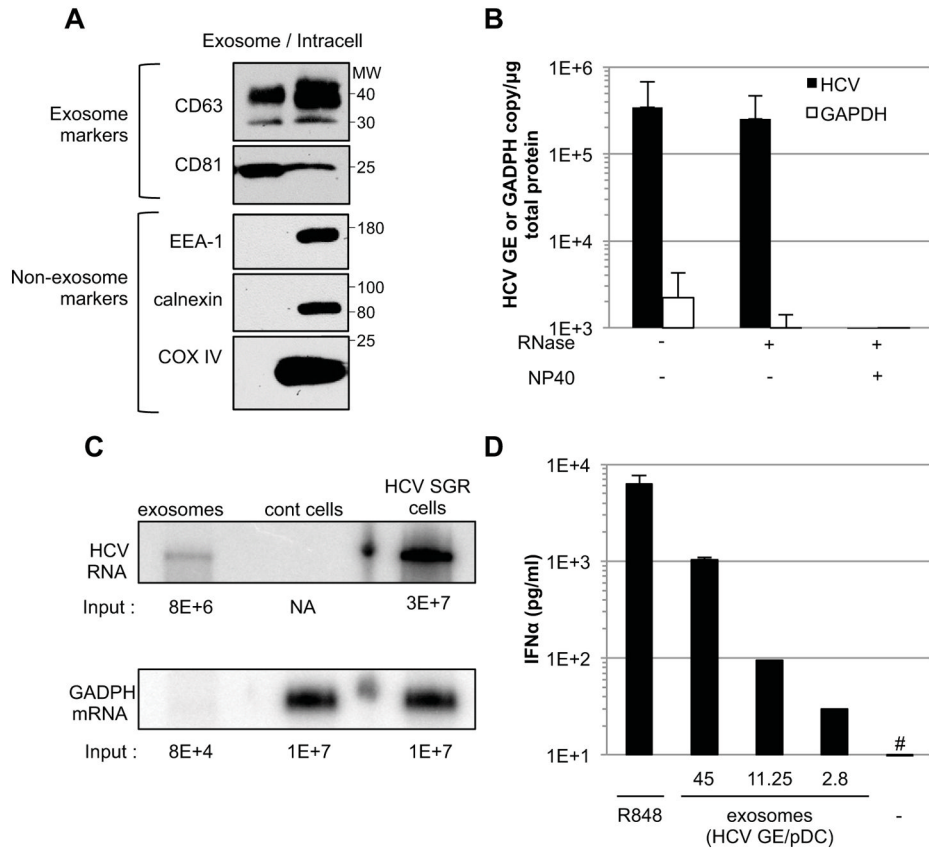 A
Exosome / Intracell
MW
Exosome
markers
CD63
40
30
CD81
25
Non-exosome
markers
EEA-1
180
calnexin
100
80
COX IV
25
B
HCV GE or GADPH copy/µg
total protein
1E+6
1E+5
1E+4
1E+3
HCV
GAPDH
RNase - + +
NP40 - - +
C
exosomes cont cells HCV SGR
cells
HCV
RNA
Input : 8E+6 NA 3E+7
GADPH
mRNA
Input : 8E+4 1E+7 1E+7
D
IFNα (pg/ml)
1E+4
1E+3
1E+2
1E+1
#
45 11.25 2.8
R848 exosomes -
(HCV GE/pDC)